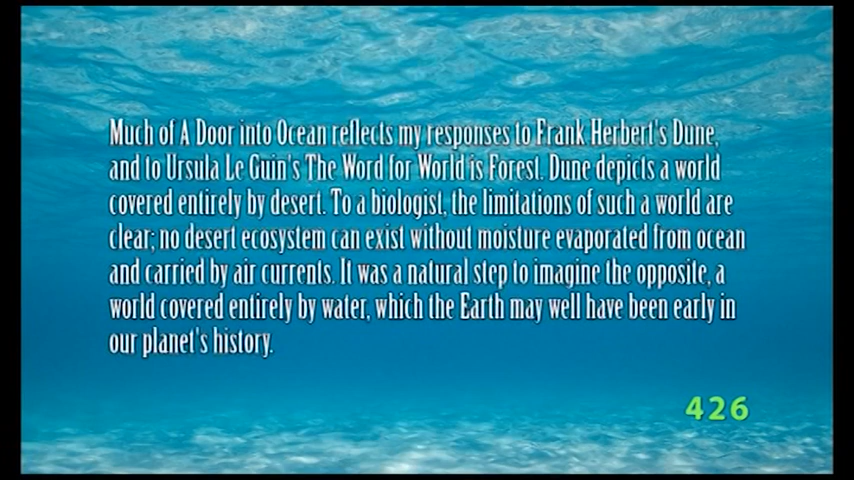 Much of A Door into Ocean reflects my responses to Frank Herbert's Dune,
and to Ursula Le Guin's The Word for World is Forest. Dune depicts a world
covered entirely by desert. To a biologist, the limitations of such a world are
clear; no desert ecosystem can exist without moisture evaporated from ocean
and carried by air currents. It was a natural step to imagine the opposite, a
world covered entirely by water, which the Earth may well have been early in
our planet's history.
426